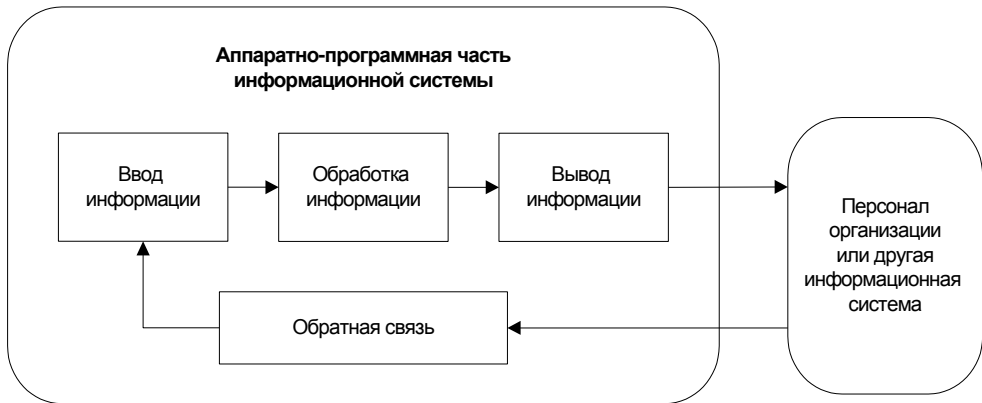 Аппаратно-программная часть
информационной системы
Ввод
информации
Обработка
информации
Вывод
информации
Персонал
организации
или другая
информационная
система
Обратная связь